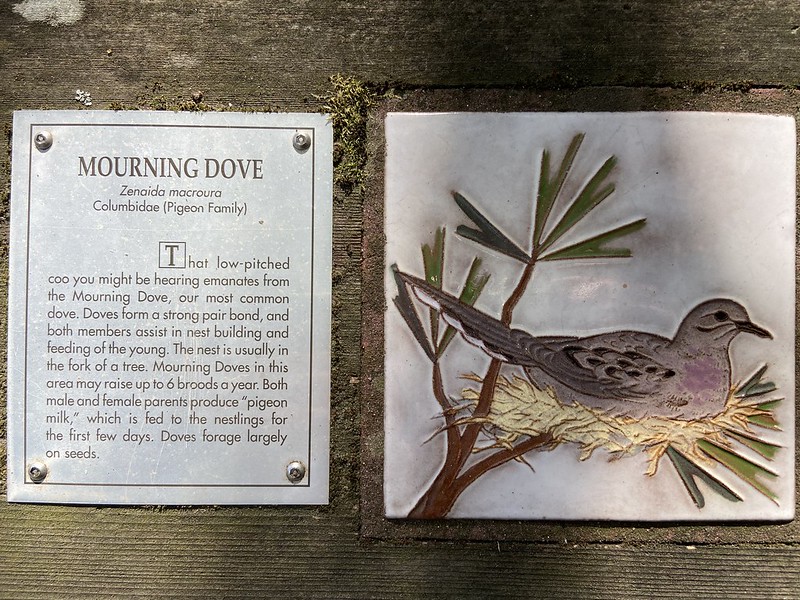 MOURNING DOVE
Zenaida macroura
Columbidae (Pigeon Family)
That low-pitched
coo you might be hearing emanates from
the Mourning Dove, our most common
dove. Doves form a strong pair bond, and
both members assist in nest building and
feeding of the young. The nest is usually in
the fork of a tree. Mourning Doves in this
area may raise up to 6 broods a year. Both
male and female parents produce "pigeon
milk," which is fed to the nestlings for
the first few days. Doves forage largely
on seeds.